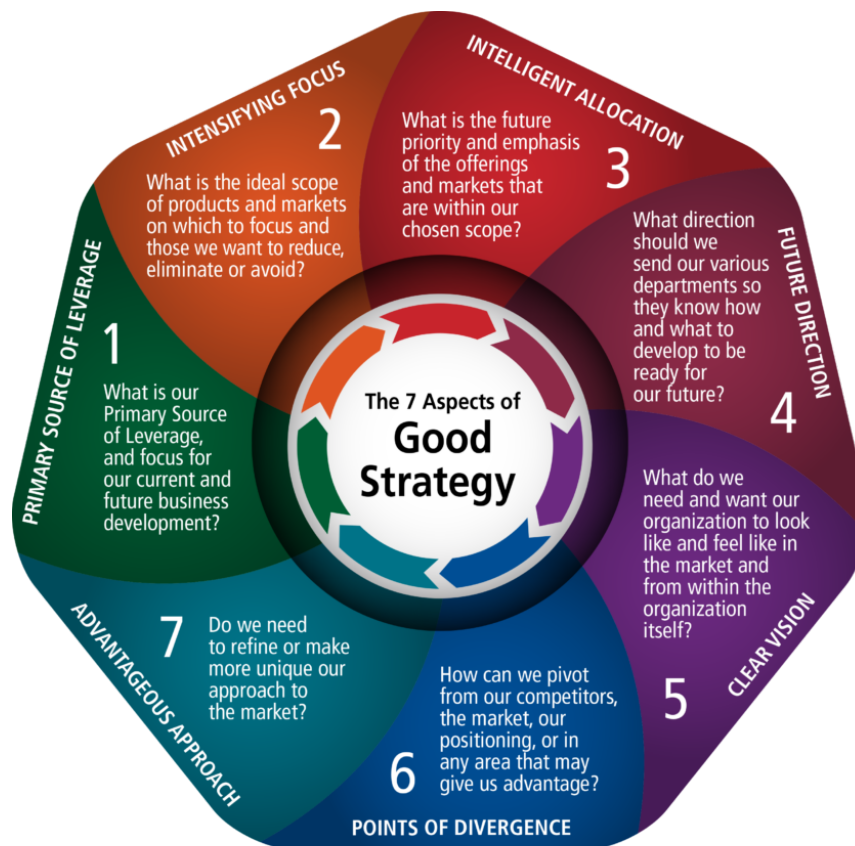 The 7 Aspects of
Good
Strategy
PRIMARY SOURCE OF LEVERAGE
1
What is our
Primary Source
of Leverage,
and focus for
our current and
future business
development?
INTENSIFYING FOCUS
2
What is the ideal scope
of products and markets
on which to focus and
those we want to reduce,
eliminate or avoid?
INTELLIGENT ALLOCATION
3
What is the future
priority and emphasis
of the offerings
and markets that
are within our
chosen scope?
FUTURE DIRECTION
4
What direction
should we
send our various
departments so
they know how
and what to
develop to be
ready for
our future?
CLEAR VISION
5
What do we
need and want our
organization to look
like and feel like in
the market and
from within the
organization
itself?
POINTS OF DIVERGENCE
6
How can we pivot
from our competitors,
the market, our
positioning, or in
any area that may
give us advantage?
ADVANTAGEOUS APPROACH
7
Do we need
to refine or make
more unique our
approach to
the market?